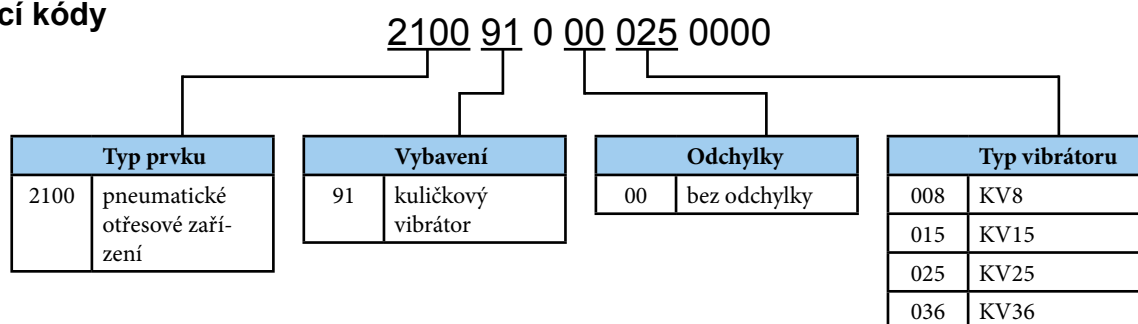 cí kódy
2100 91 0 00 025 0000
Typ prvku
2100 pneumatické
otřesové zaří-
zení
Vybavení
91 kuličkový
vibrátor
Odchylky
00 bez odchylky
Typ vibrátoru
008 KV8
015 KV15
025 KV25
036 KV36